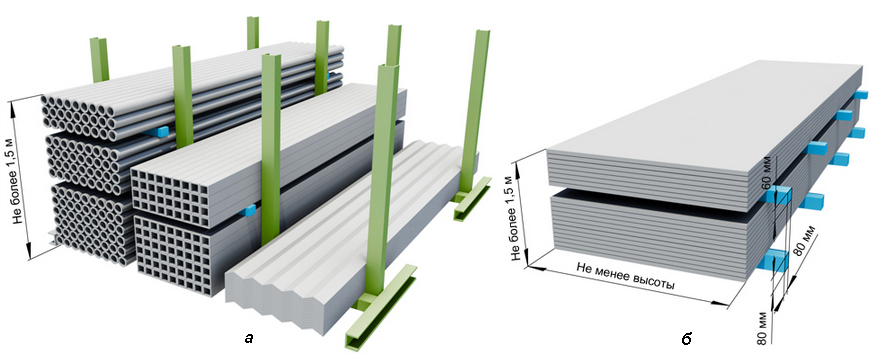 Не более 1,5 м
а
Не более 1,5 м
Не менее высоты
60 мм
80 мм
80 мм
б